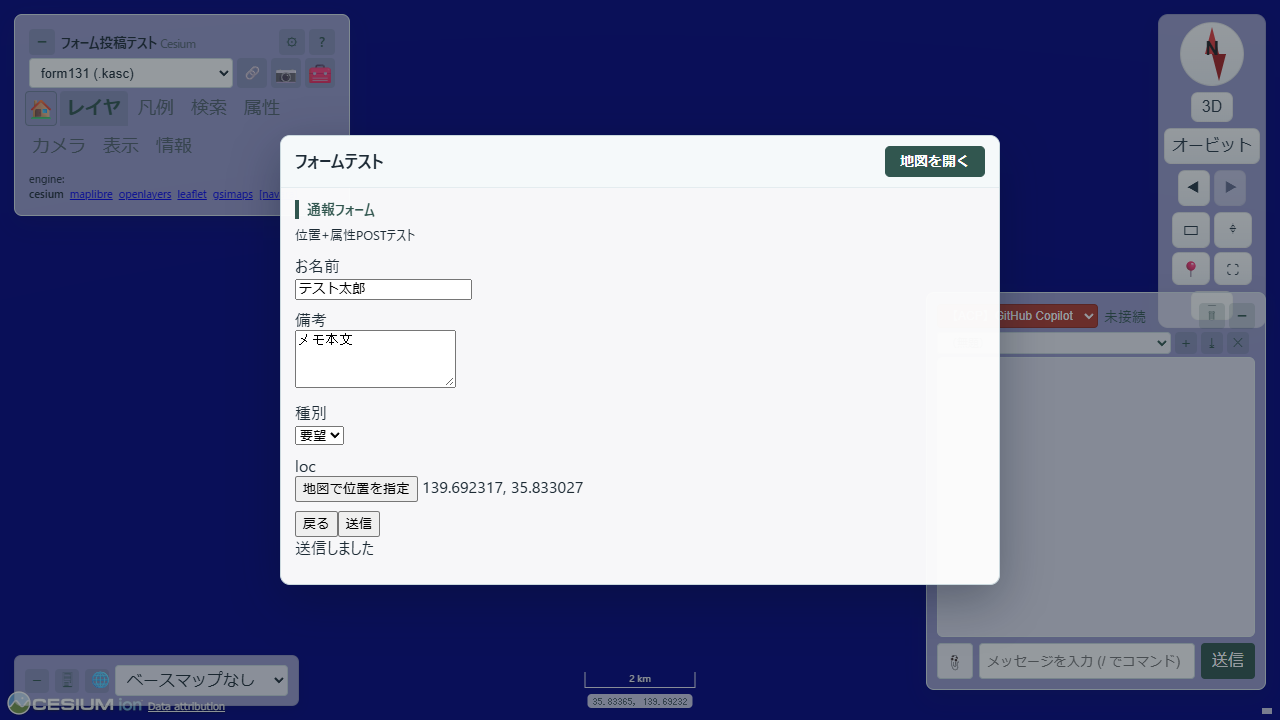 フォーム投稿テスト Cesium
?
form131 (.kasc)
レイヤ 凡例 検索 属性
カメラ 表示 情報
engine:
cesium maplibre openlayers leaflet gsimaps
N
3D
オービット
フォームテスト
地図を開く
通報フォーム
位置+属性POSTテスト
お名前
テスト太郎
備考
メモ本文
種別
要望
loc
地図で位置を指定 139.692317, 35.833027
戻る 送信
送信しました
GitHub Copilot 未接続
メッセージを入力 (/ でコマンド) 送信
ベースマップなし
CESIUM ion Data attribution
2 km
35.83365, 139.69232